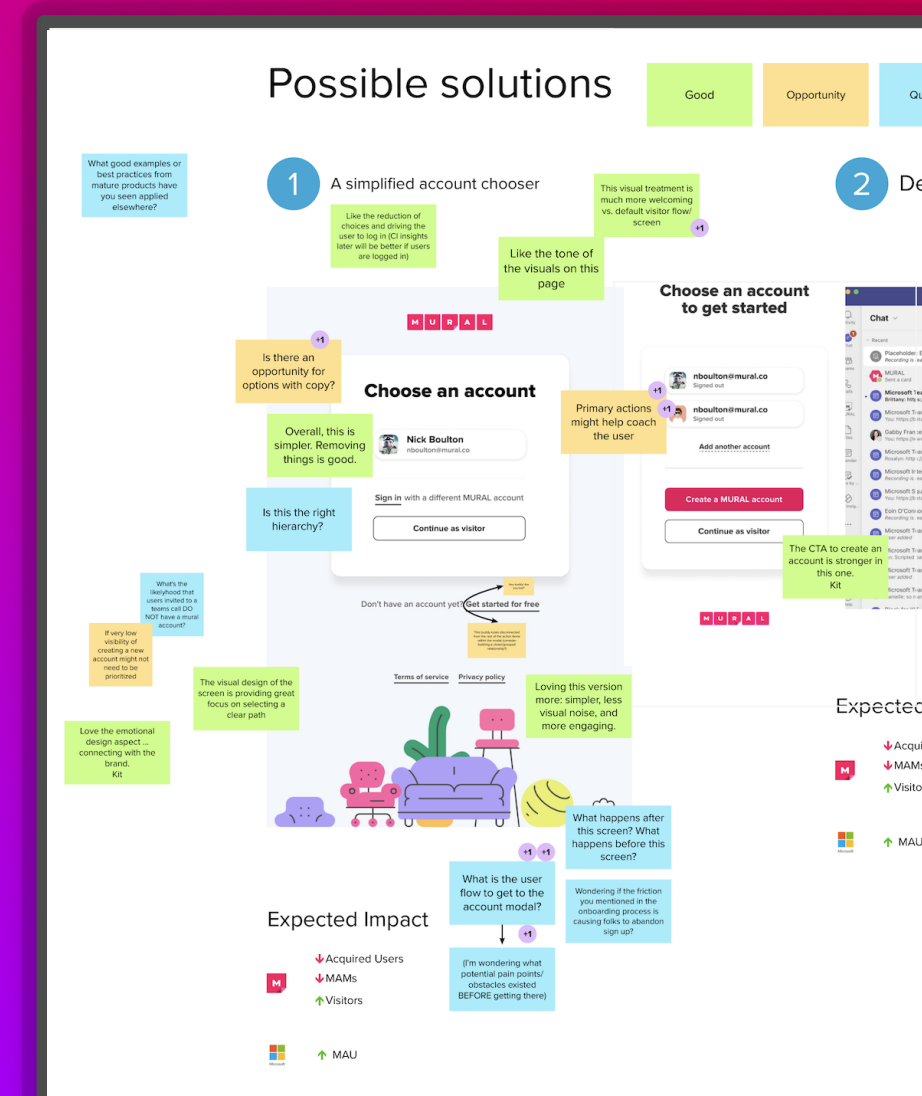 Possible solutions
Good
Opportunity
Qu
What good examples or
best practices from
mature products have
you seen applied
elsewhere?
1
A simplified account chooser
2
De
Like the reduction of
choices and driving the
user to log in (CI insights
later will be better if users
are logged in)
This visual treatment is
much more welcoming
vs. default visitor flow/
screen
+1
Like the tone of
the visuals on this
page
MURAL
+1
Is there an
opportunity for
options with copy?
Choose an account
Overall, this is
simpler. Removing
things is good.
Nick Boulton
nboulton@mural.co
Is this the right
hierarchy?
Sign in with a different MURAL account
Continue as visitor
Don't have an account yet? Get started for free
Terms of service
Privacy policy
Choose an account
to get started
nboulton@mural.co
Signed out
nboulton@mural.co
Signed out
Add another account
Create a MURAL account
Continue as visitor
MURAL
+1
+1
Primary actions
might help coach
the user
The CTA to create an
account is stronger in
this one.
Kit
Chat
Recent
Placeholder: E
MURAL
Sent a card
What's the
likelyhood that
users invited to a
teams call DO
NOT have a mural
account?
If very low
visibility of
creating a new
account might not
need to be
prioritized
The visual design of the
screen is providing great
focus on selecting a
clear path
Love the emotional
design aspect ...
connecting with the
brand.
Kit
Loving this version
more: simpler, less
visual noise, and
more engaging.
What happens after
this screen? What
happens before this
screen?
+1
+1
What is the user
flow to get to the
account modal?
Wondering if the friction
you mentioned in the
onboarding process is
causing folks to abandon
sign up?
+1
(I'm wondering what
potential pain points/
obstacles existed
BEFORE getting there)
Expected Impact
M
Acquired Users
MAMs
Visitors
Microsoft
MAU
Expected
M
Acqui
MAMs
Visito
Microsoft
MAU